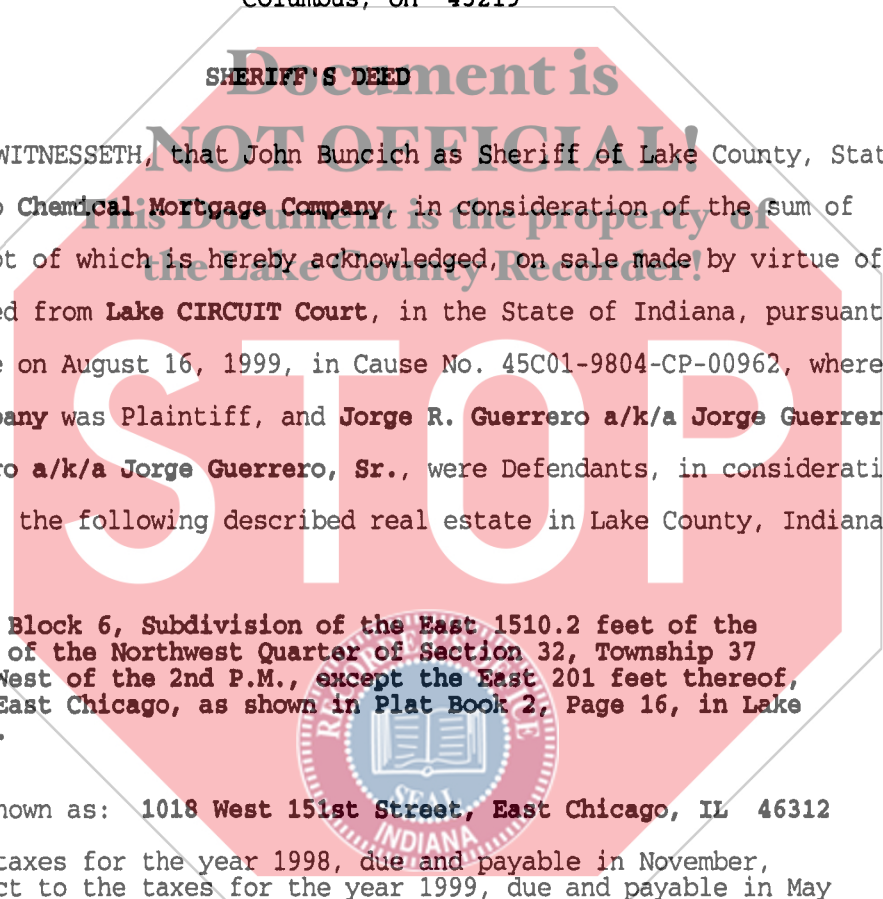 Columbus, OH 43219
SHERIFF'S DEED
Document is
NOT OFFICIAL!
This Document is the property of
the Lake County Recorder!
WITNESSETH, that John Buncich as Sheriff of Lake County, Stat
Chemical Mortgage Company, in consideration of the sum of
of which is hereby acknowledged, on sale made by virtue of
ed from Lake CIRCUIT Court, in the State of Indiana, pursuant
e on August 16, 1999, in Cause No. 45C01-9804-CP-00962, where
pany was Plaintiff, and Jorge R. Guerrero a/k/a Jorge Guerrer
ro a/k/a Jorge Guerrero, Sr., were Defendants, in considerati
the following described real estate in Lake County, Indiana
STOP
Block 6, Subdivision of the East 1510.2 feet of the
of the Northwest Quarter of Section 32, Township 37
West of the 2nd P.M., except the East 201 feet thereof,
East Chicago, as shown in Plat Book 2, Page 16, in Lake
.
nown as: 1018 West 151st Street, East Chicago, IL 46312
taxes for the year 1998, due and payable in November,
ct to the taxes for the year 1999, due and payable in May
RECORDER'S OFFICE
SEAL
INDIANA